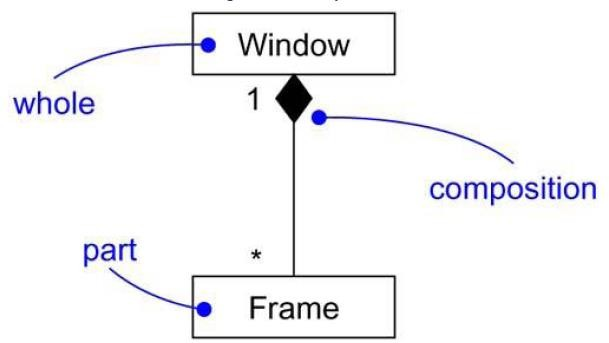 Window
whole
1
composition
part
*
Frame